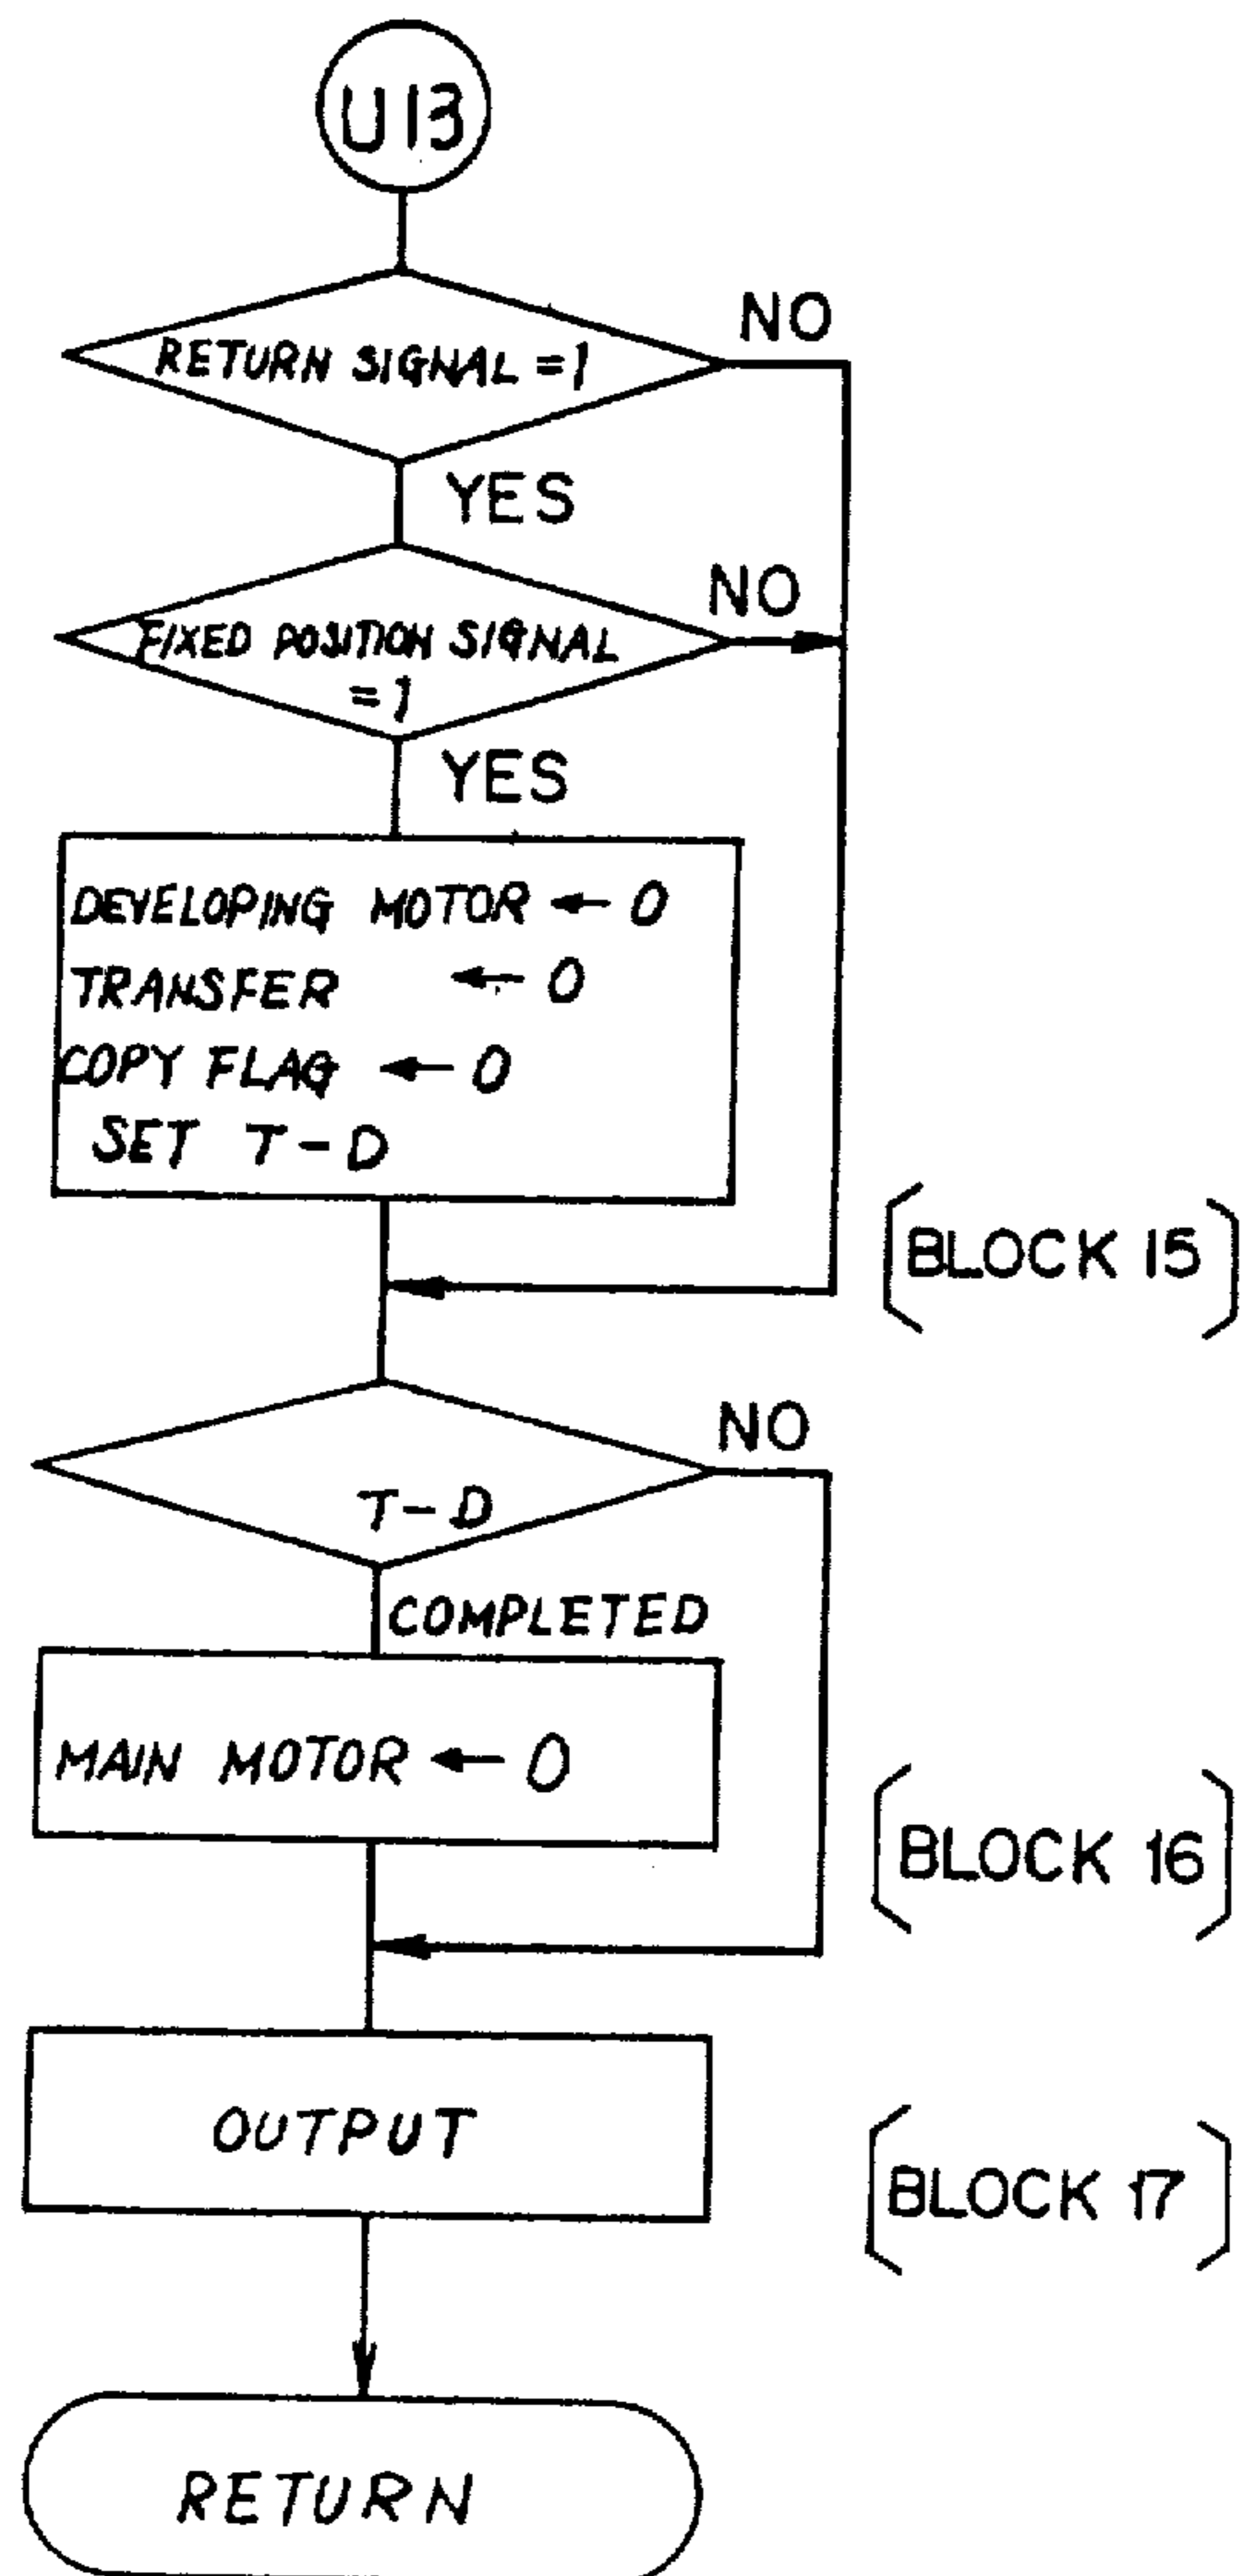 U13
RETURN SIGNAL =1
NO
YES
FIXED POSITION SIGNAL
=1
NO
YES
DEVELOPING MOTOR ← 0
TRANSFER ← 0
COPY FLAG ← 0
SET T-D
[BLOCK 15]
T-D
NO
COMPLETED
MAIN MOTOR ← 0
[BLOCK 16]
OUTPUT
[BLOCK 17]
RETURN